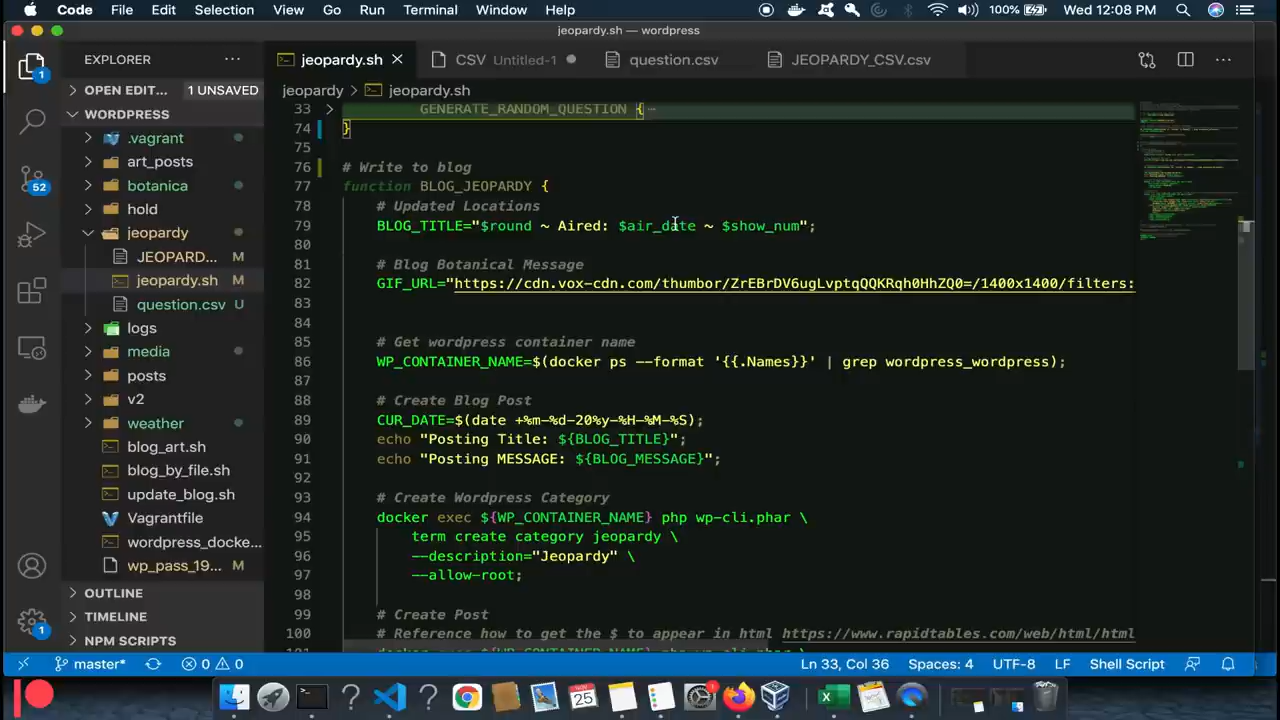 Code File Edit Selection View Go Run Terminal Window Help 100% Wed 12:08 PM
jeopardy.sh — wordpress
EXPLORER
jeopardy.sh
CSV Untitled-1
question.csv
JEOPARDY_CSV.csv
OPEN EDIT... 1 UNSAVED
jeopardy > jeopardy.sh
WORDPRESS
.vagrant
art_posts
botanica
hold
jeopardy
JEOPARD... M
jeopardy.sh M
question.csv U
logs
media
posts
v2
weather
blog_art.sh
blog_by_file.sh
update_blog.sh
Vagrantfile
wordpress_docke...
wp_pass_19... M
OUTLINE
TIMELINE
NPM SCRIPTS
1
52
1
33 GENERATE_RANDOM_QUESTION {
74 }
75
76 # Write to blog
77 function BLOG_JEOPARDY {
78 # Updated Locations
79 BLOG_TITLE="$round ~ Aired: $air_date ~ $show_num";
80
81 # Blog Botanical Message
82 GIF_URL="https://cdn.vox-cdn.com/thumbor/ZrEBrDV6ugLvptqQQKRqh0HhZQ0=/1400x1400/filters:
83
84
85 # Get wordpress container name
86 WP_CONTAINER_NAME=$(docker ps --format '{{.Names}}' | grep wordpress_wordpress);
87
88 # Create Blog Post
89 CUR_DATE=$(date +%m-%d-20%y-%H-%M-%S);
90 echo "Posting Title: ${BLOG_TITLE}";
91 echo "Posting MESSAGE: ${BLOG_MESSAGE}";
92
93 # Create Wordpress Category
94 docker exec ${WP_CONTAINER_NAME} php wp-cli.phar \
95 term create category jeopardy \
96 --description="Jeopardy" \
97 --allow-root;
98
99 # Create Post
100 # Reference how to get the $ to appear in html https://www.rapidtables.com/web/html/html
master* 0 0 Ln 33, Col 36 Spaces: 4 UTF-8 LF Shell Script
NOV
25
1